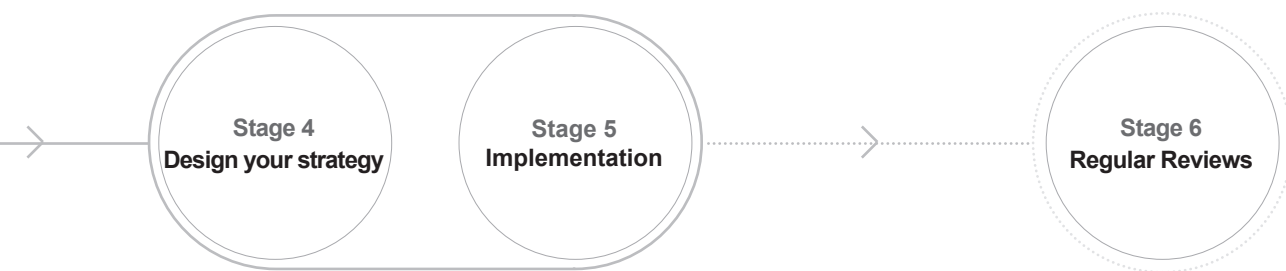 Stage 4
Design your strategy
Stage 5
Implementation
Stage 6
Regular Reviews